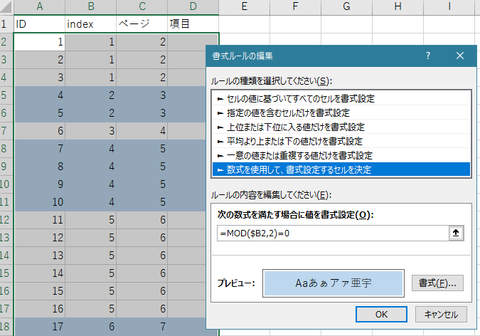 A B C D E F G H I
1 ID index ページ 項目
2 1 1 2
3 2 1 2
4 3 1 2
5 4 2 3
6 5 2 3
7 6 3 4
8 7 4 5
9 8 4 5
10 9 4 5
11 10 4 5
12 11 5 6
13 12 5 6
14 13 5 6
15 14 5 6
16 15 5 6
17 16 5 6
18 17 6 7
書式ルールの編集 ? ×
ルールの種類を選択してください(S):
► セルの値に基づいてすべてのセルを書式設定
► 指定の値を含むセルだけを書式設定
► 上位または下位に入る値だけを書式設定
► 平均より上または下の値だけを書式設定
► 一意の値または重複する値だけを書式設定
► 数式を使用して、書式設定するセルを決定
ルールの内容を編集してください(E):
次の数式を満たす場合に値を書式設定(O):
=MOD($B2,2)=0
プレビュー: Aaあぁアァ亜宇 書式(F)...
OK キャンセル